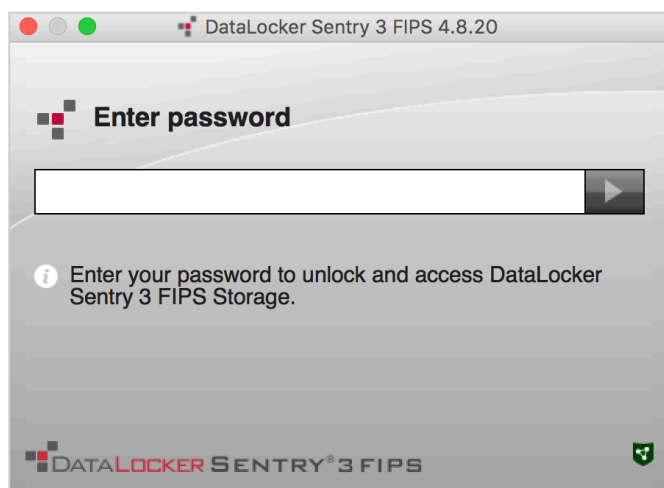 DataLocker Sentry 3 FIPS 4.8.20
Enter password
Enter your password to unlock and access DataLocker
Sentry 3 FIPS Storage.
DATALOCKER SENTRY® 3 FIPS